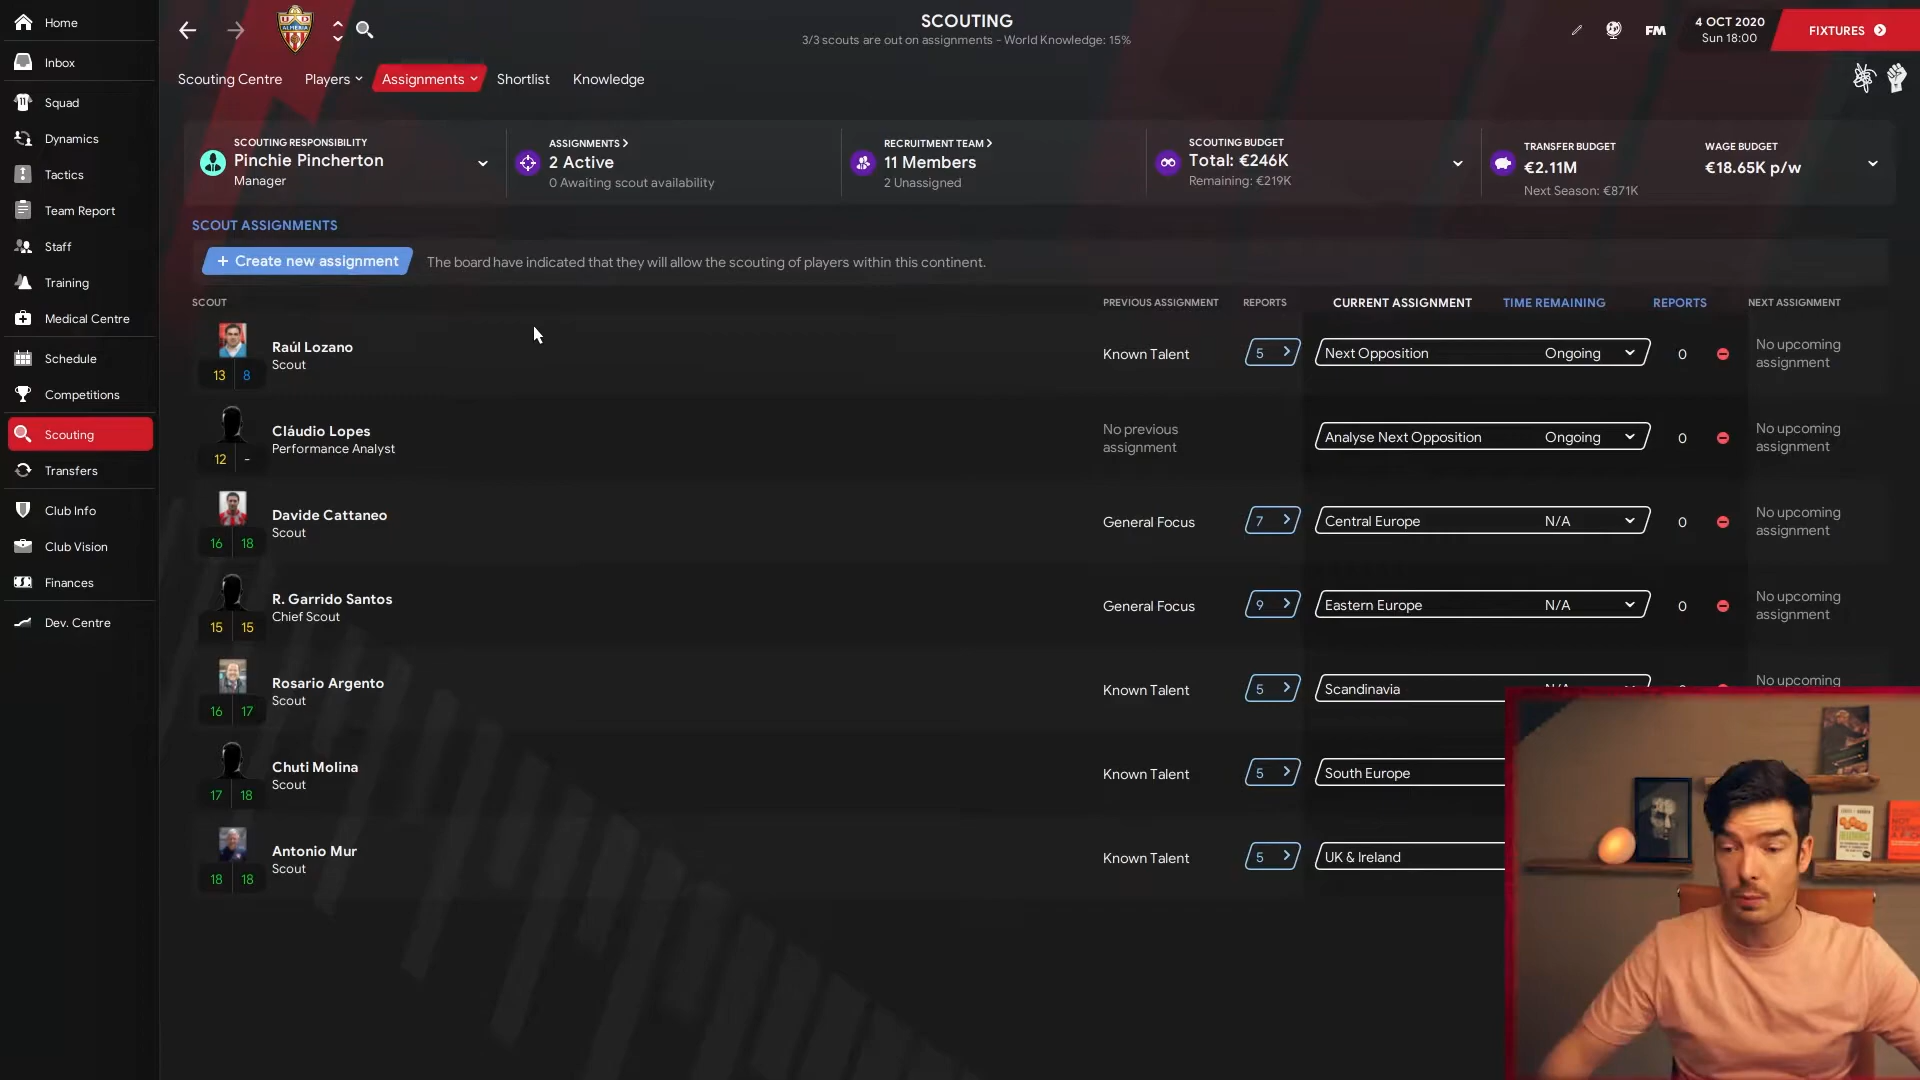 Home
Inbox
Squad
Dynamics
Tactics
Team Report
Staff
Training
Medical Centre
Schedule
Competitions
Scouting
Transfers
Club Info
Club Vision
Finances
Dev. Centre
SCOUTING
3/3 scouts are out on assignments - World Knowledge: 15%
FM
4 OCT 2020
Sun 18:00
FIXTURES
Scouting Centre Players Assignments Shortlist Knowledge
SCOUTING RESPONSIBILITY
Pinchie Pincherton
Manager
ASSIGNMENTS
2 Active
0 Awaiting scout availability
RECRUITMENT TEAM
11 Members
2 Unassigned
SCOUTING BUDGET
Total: €246K
Remaining: €219K
TRANSFER BUDGET
€2.11M
Next Season: €871K
WAGE BUDGET
€18.65K p/w
SCOUT ASSIGNMENTS
+ Create new assignment The board have indicated that they will allow the scouting of players within this continent.
SCOUT PREVIOUS ASSIGNMENT REPORTS CURRENT ASSIGNMENT TIME REMAINING REPORTS NEXT ASSIGNMENT
Raúl Lozano
Scout
13 8
Known Talent 5 Next Opposition Ongoing 0
No upcoming
assignment
Cláudio Lopes
Performance Analyst
12 -
No previous
assignment
Analyse Next Opposition Ongoing 0
No upcoming
assignment
Davide Cattaneo
Scout
16 18
General Focus 7 Central Europe N/A 0
No upcoming
assignment
R. Garrido Santos
Chief Scout
15 15
General Focus 9 Eastern Europe N/A 0
No upcoming
assignment
Rosario Argento
Scout
16 17
Known Talent 5 Scandinavia
No upcoming
Chuti Molina
Scout
17 18
Known Talent 5 South Europe
Antonio Mur
Scout
18 18
Known Talent 5 UK & Ireland